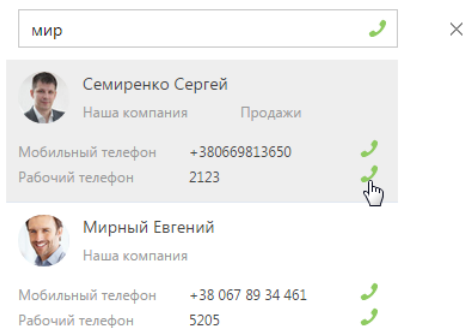 мир
Семиренко Сергей
Наша компания Продажи
Мобильный телефон +380669813650
Рабочий телефон 2123
Мирный Евгений
Наша компания
Мобильный телефон +38 067 89 34 461
Рабочий телефон 5205